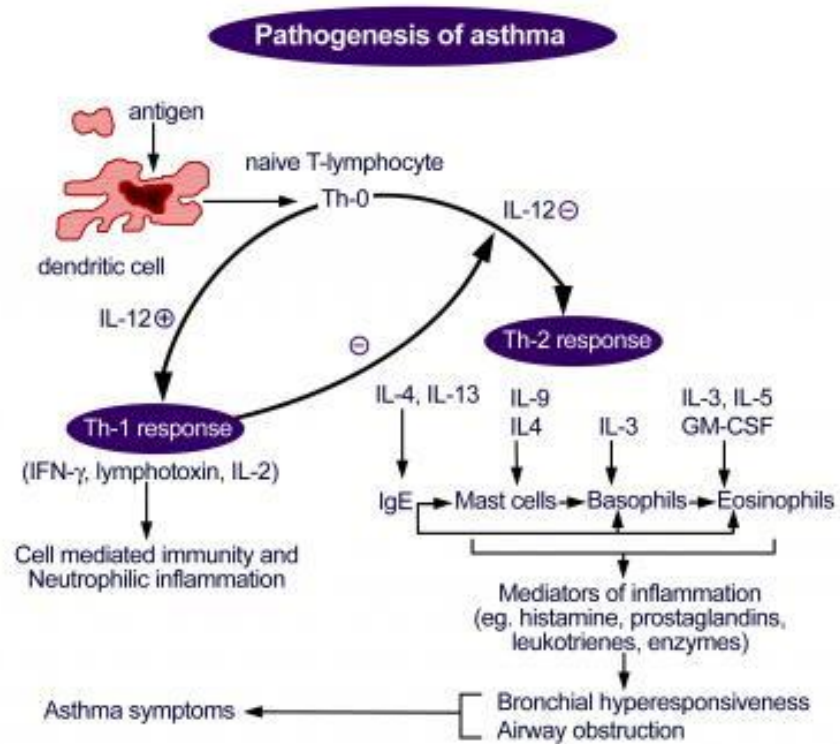 Pathogenesis of asthma
antigen
naive T-lymphocyte
Th-0
IL-12⊖
dendritic cell
IL-12⊕
⊖
Th-2 response
IL-4, IL-13
IL-9
IL4
IL-3
IL-3, IL-5
GM-CSF
Th-1 response
(IFN-γ, lymphotoxin, IL-2)
IgE
Mast cells
Basophils
Eosinophils
Cell mediated immunity and
Neutrophilic inflammation
Mediators of inflammation
(eg. histamine, prostaglandins,
leukotrienes, enzymes)
Bronchial hyperresponsiveness
Airway obstruction
Asthma symptoms